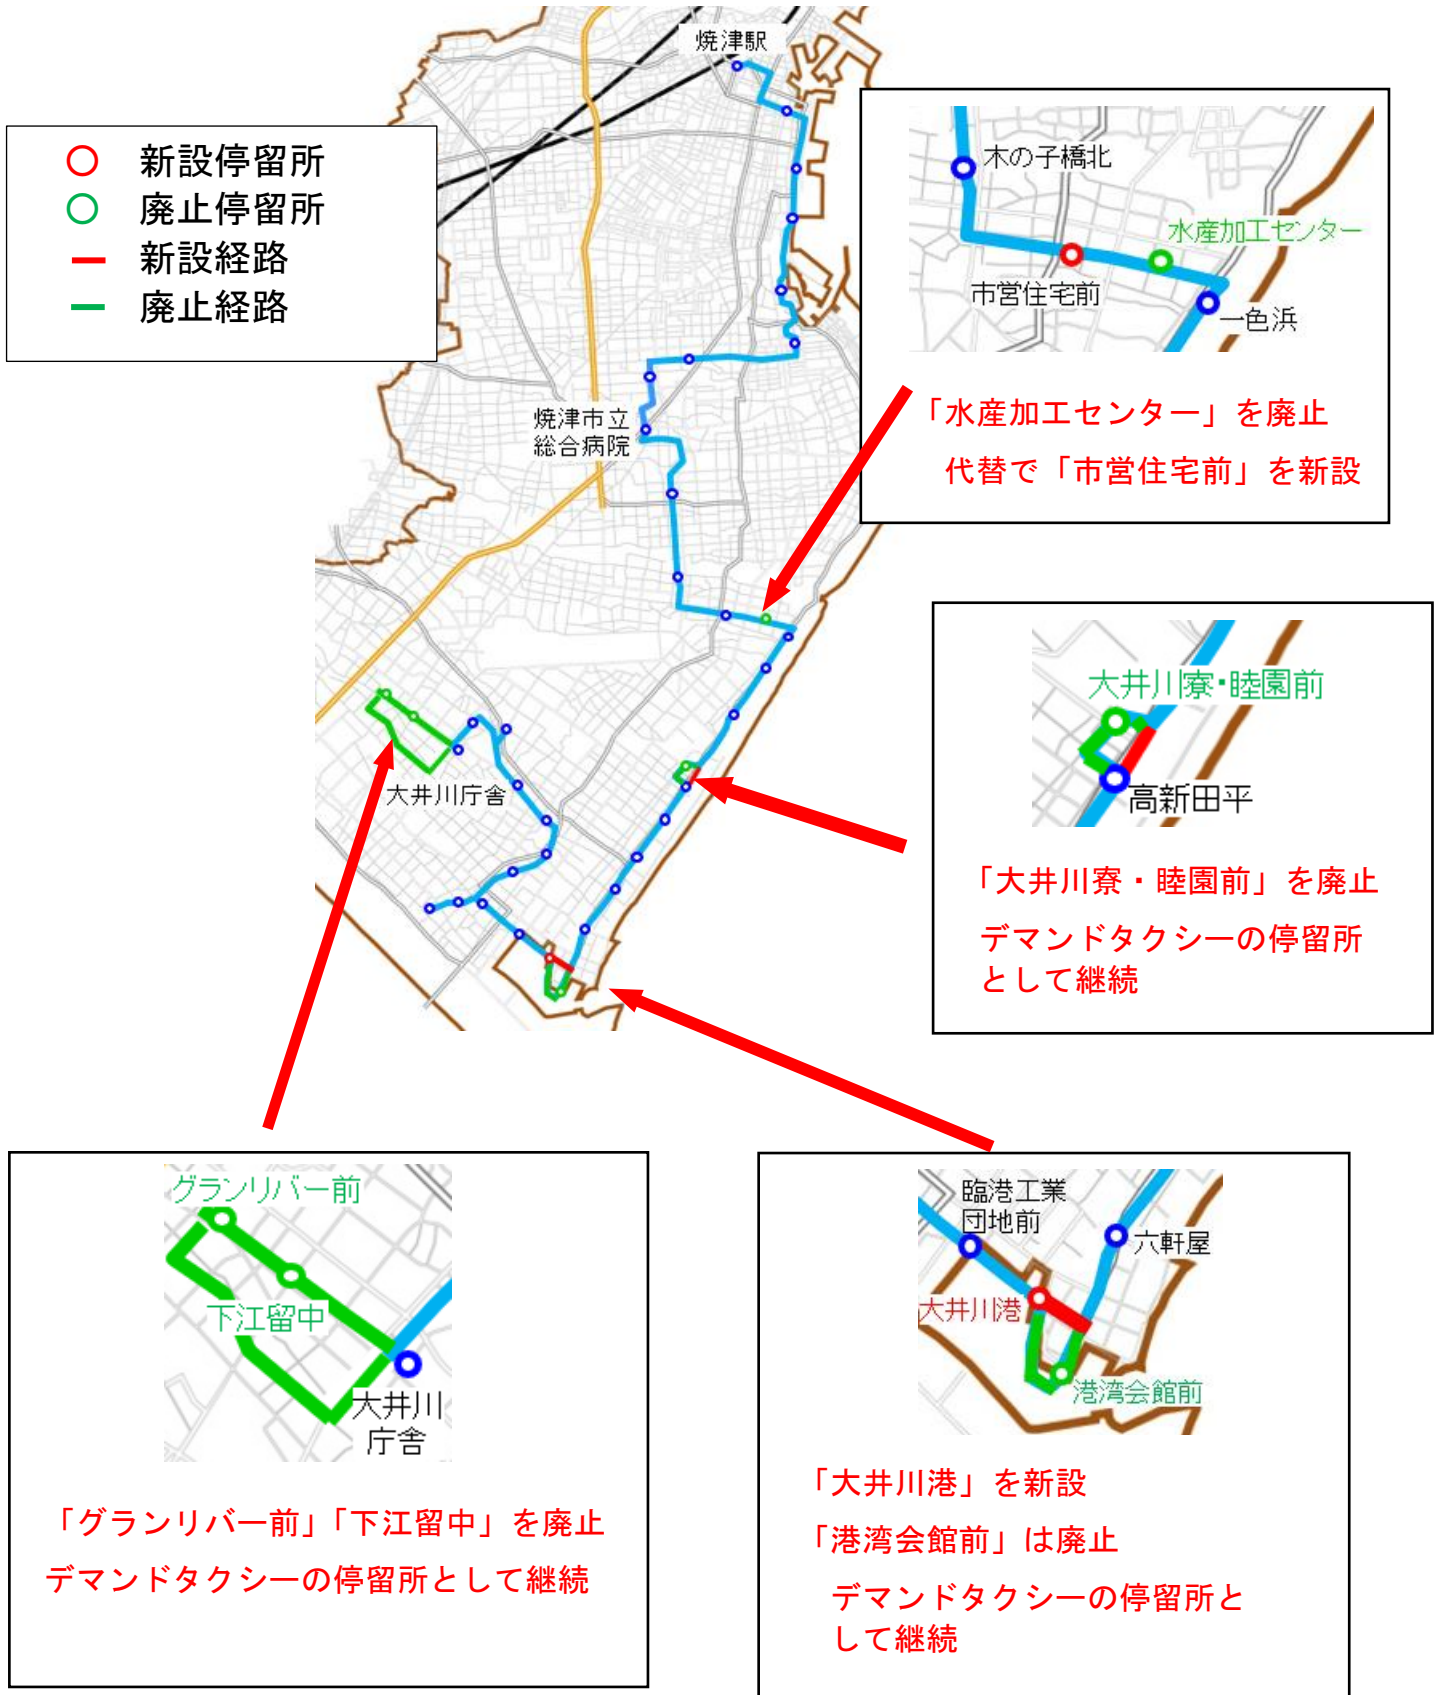 焼津駅
新設停留所
廃止停留所
新設経路
廃止経路
木の子橋北
水産加工センター
市営住宅前
一色浜
「水産加工センター」を廃止
代替で「市営住宅前」を新設
焼津市立
総合病院
大井川寮・睦園前
高新田平
「大井川寮・睦園前」を廃止
デマンドタクシーの停留所
として継続
大井川庁舎
グランリバー前
下江留中
大井川
庁舎
「グランリバー前」「下江留中」を廃止
デマンドタクシーの停留所として継続
臨港工業
団地前
六軒屋
大井川港
港湾会館前
「大井川港」を新設
「港湾会館前」は廃止
デマンドタクシーの停留所と
して継続